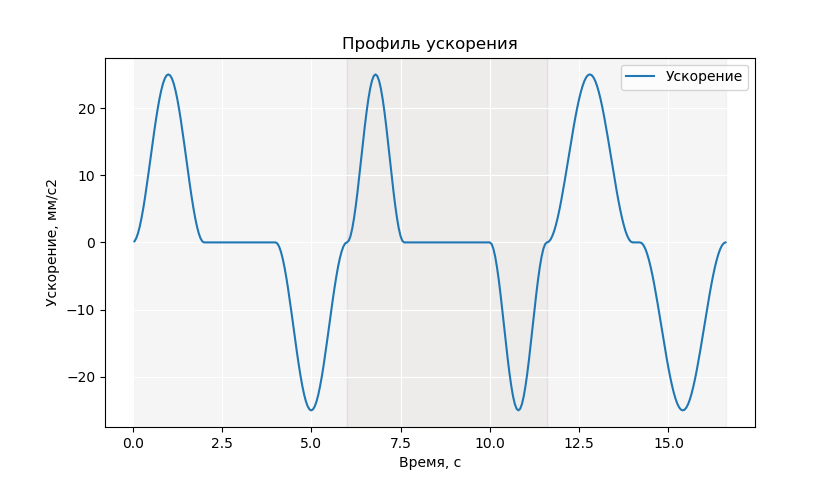 Профиль ускорения
Ускорение
Ускорение, мм/с2
20
10
0
−10
−20
0.0 2.5 5.0 7.5 10.0 12.5 15.0
Время, с